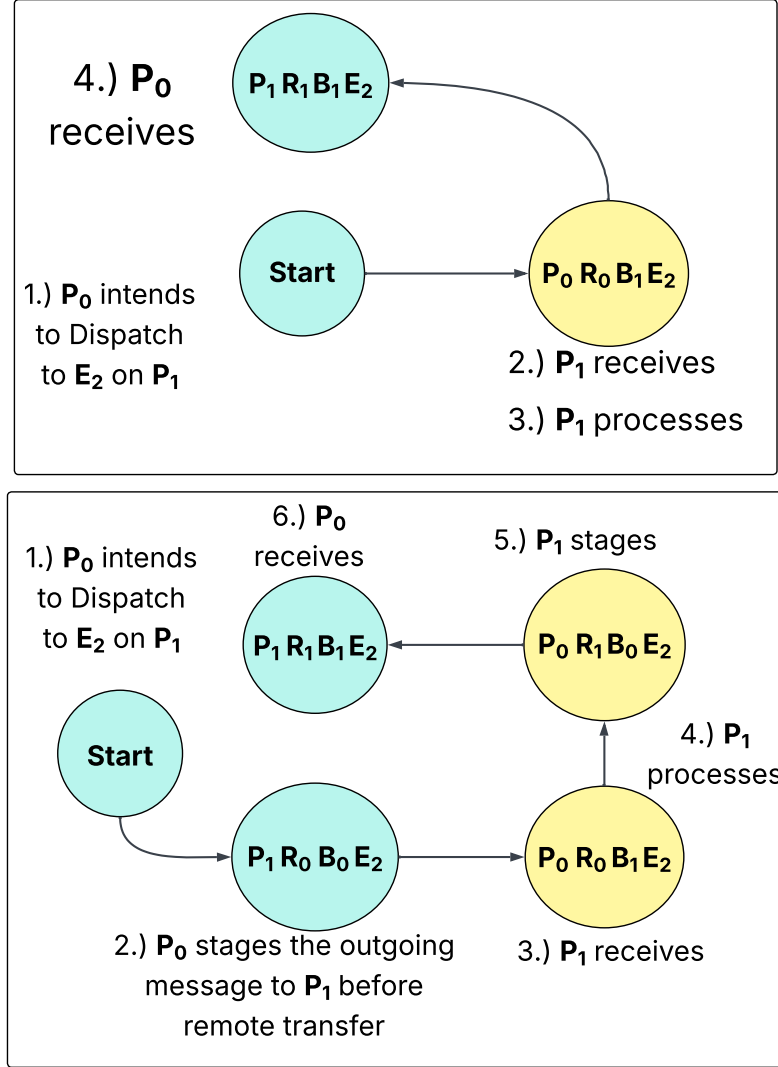 4.) P₀
receives
P₁ R₁ B₁ E₂
Start
P₀ R₀ B₁ E₂
1.) P₀ intends
to Dispatch
to E₂ on P₁
2.) P₁ receives
3.) P₁ processes
1.) P₀ intends
to Dispatch
to E₂ on P₁
6.) P₀
receives
5.) P₁ stages
P₁ R₁ B₁ E₂
P₀ R₁ B₀ E₂
Start
4.) P₁
processes
P₁ R₀ B₀ E₂
P₀ R₀ B₁ E₂
2.) P₀ stages the outgoing
message to P₁ before
remote transfer
3.) P₁ receives